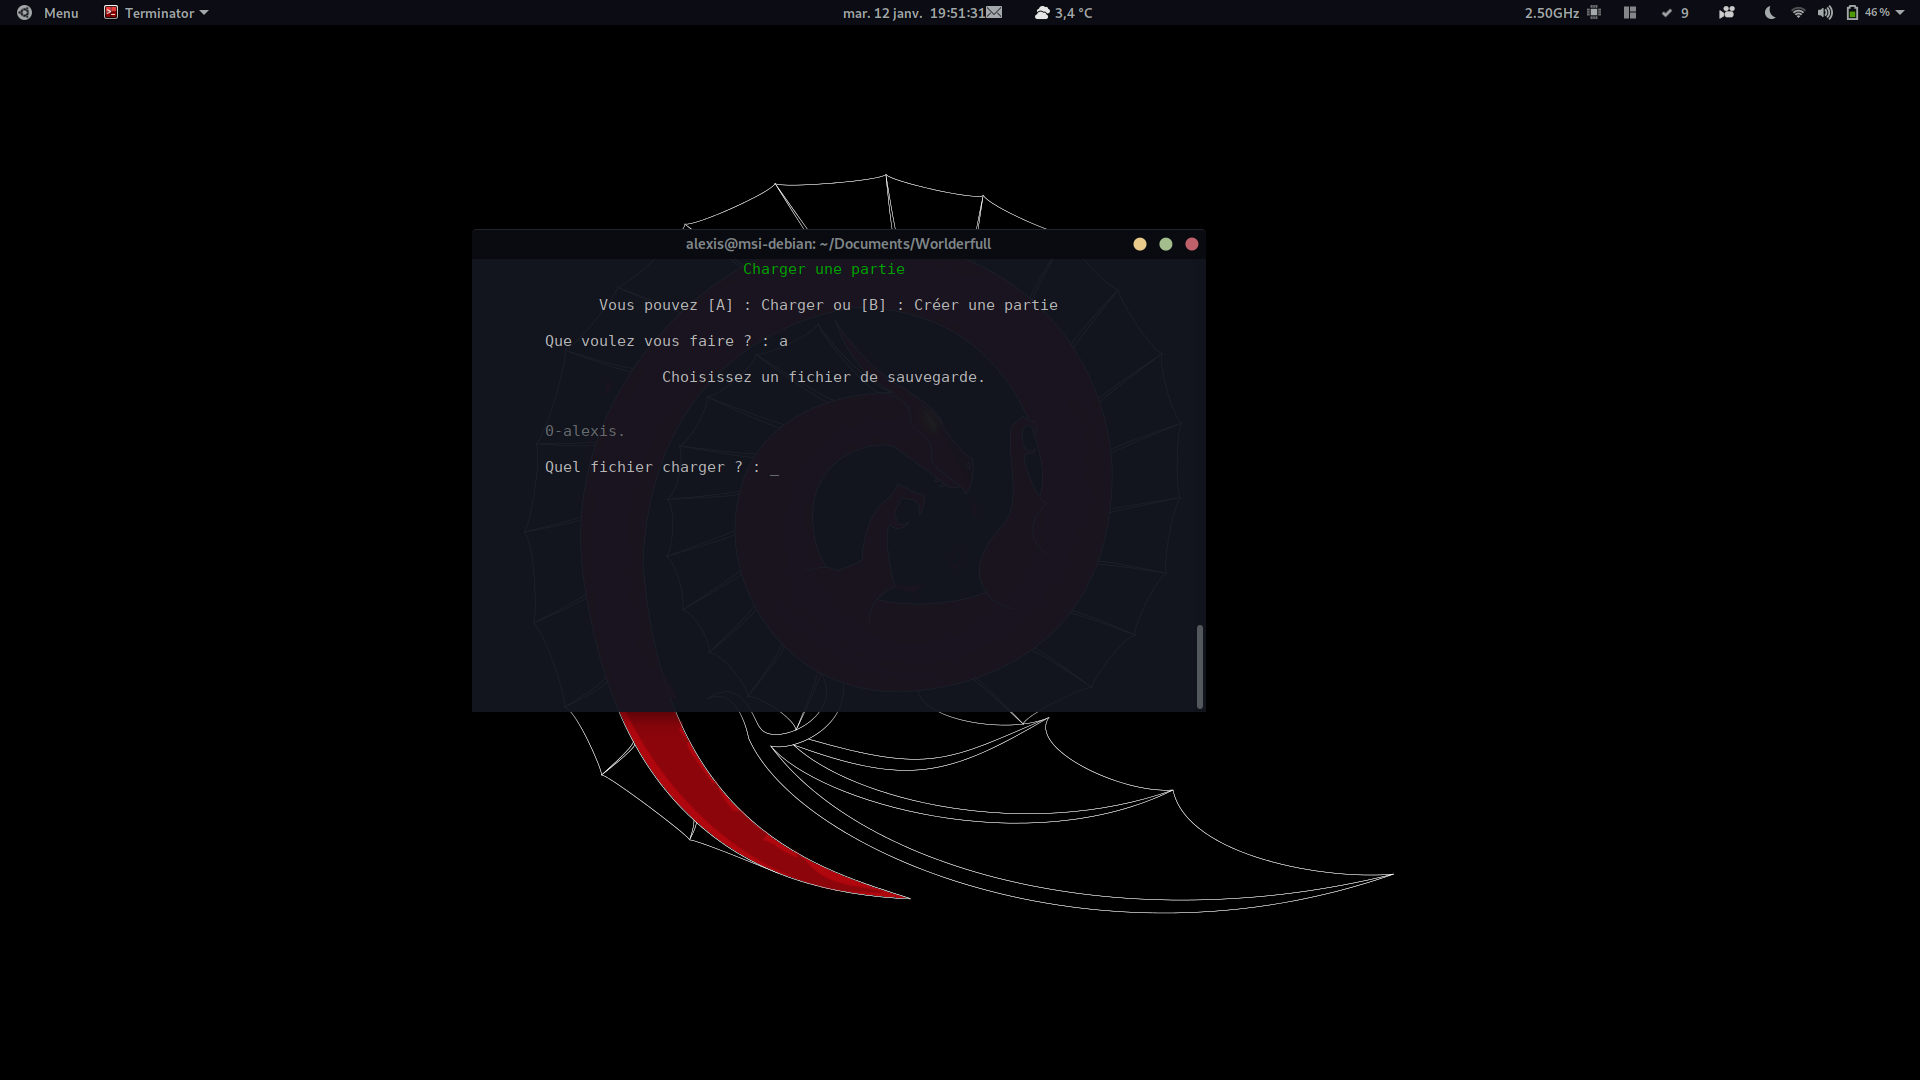 Menu Terminator mar. 12 janv. 19:51:31 3,4 °C 2.50GHz 9 46 %
alexis@msi-debian: ~/Documents/Worlderfull
Charger une partie
Vous pouvez [A] : Charger ou [B] : Créer une partie
Que voulez vous faire ? : a
Choisissez un fichier de sauvegarde.
0-alexis.
Quel fichier charger ? : _